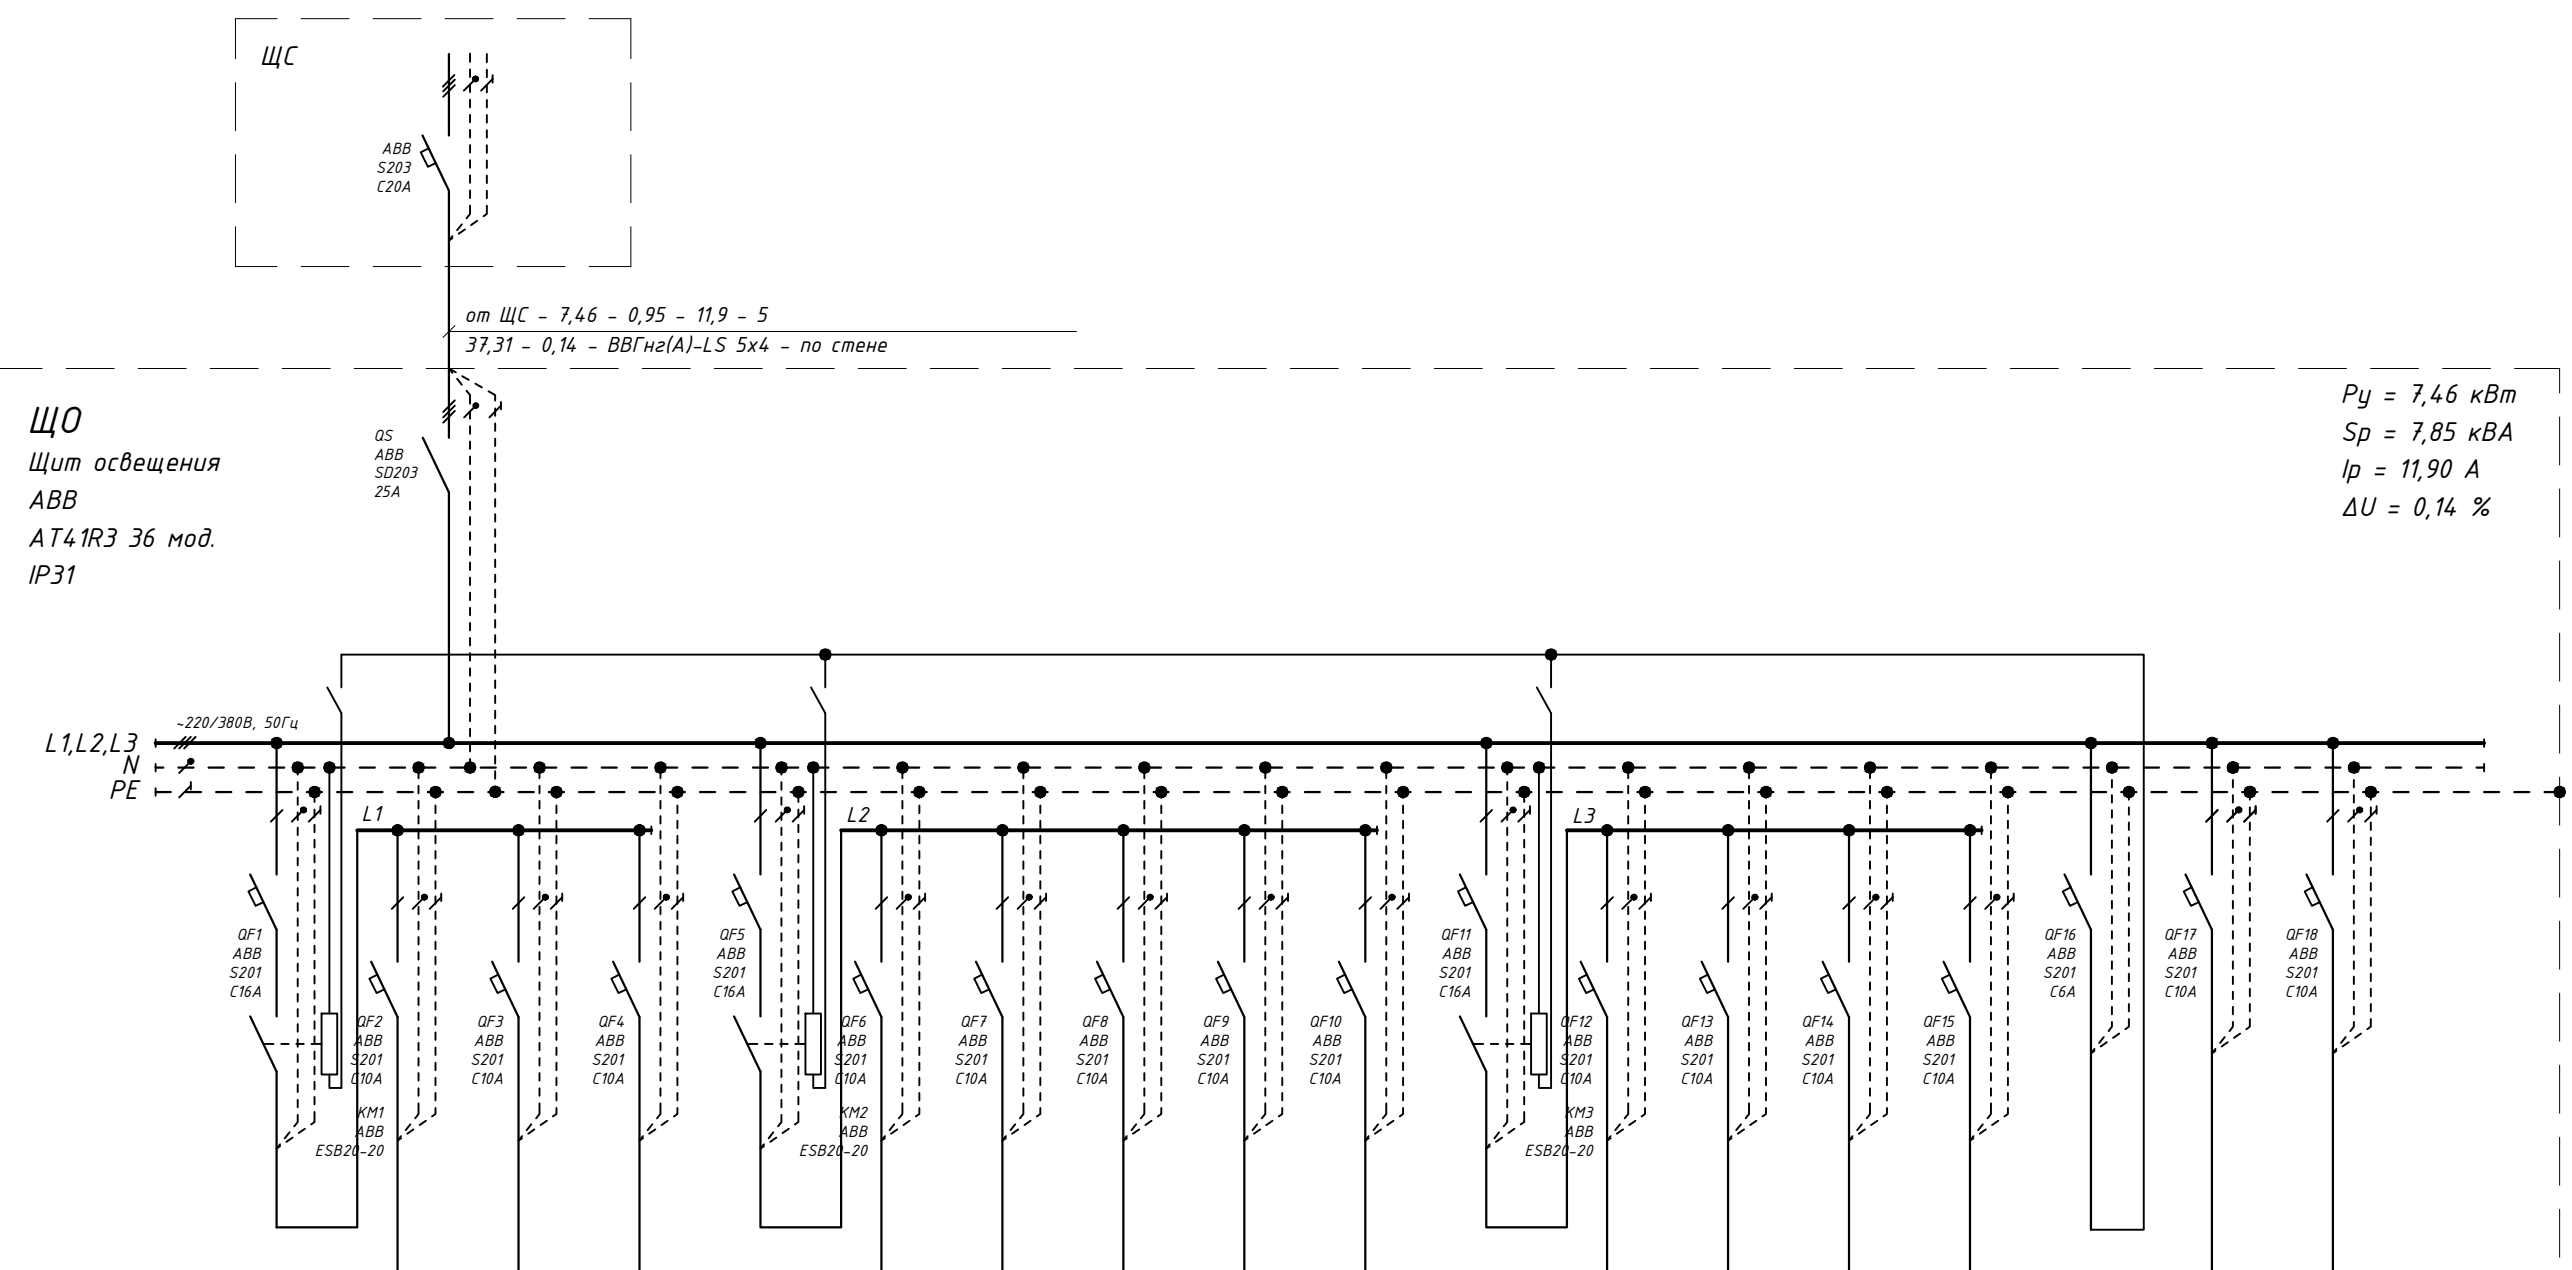 ЩС
ABB
S203
C20A
от ЩС - 7,46 - 0,95 - 11,9 - 5
37,31 - 0,14 - ВВГнг(А)-LS 5x4 - по стене
ЩО
Щит освещения
ABB
AT41R3 36 мод.
IP31
QS
ABB
SD203
25A
Ру = 7,46 кВт
Sp = 7,85 кВА
Ip = 11,90 А
ΔU = 0,14 %
~220/380В, 50Гц
L1,L2,L3
N
PE
L1
L2
L3
QF1
ABB
S201
C16A
QF2
ABB
S201
C10A
KM1
ABB
ESB20-20
QF3
ABB
S201
C10A
QF4
ABB
S201
C10A
QF5
ABB
S201
C16A
QF6
ABB
S201
C10A
KM2
ABB
ESB20-20
QF7
ABB
S201
C10A
QF8
ABB
S201
C10A
QF9
ABB
S201
C10A
QF10
ABB
S201
C10A
QF11
ABB
S201
C16A
QF12
ABB
S201
C10A
KM3
ABB
ESB20-20
QF13
ABB
S201
C10A
QF14
ABB
S201
C10A
QF15
ABB
S201
C10A
QF16
ABB
S201
C6A
QF17
ABB
S201
C10A
QF18
ABB
S201
C10A